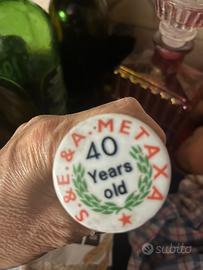 S. & E. & A. METAXA
40
Years
old
subito